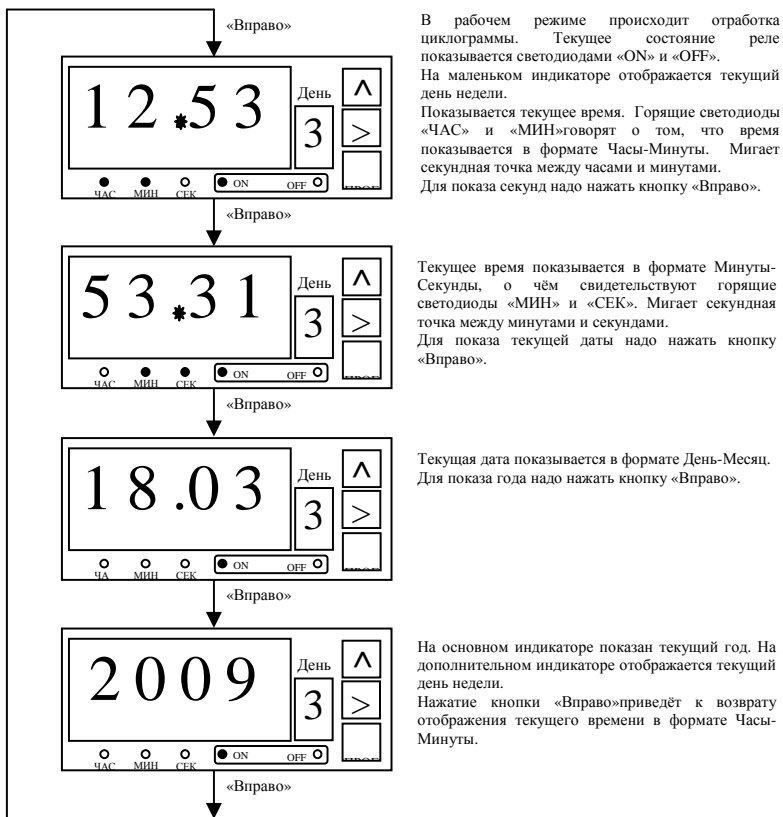 «Вправо»
12.53
День
3
^
>
ЧАС МИН СЕК ON OFF
В рабочем режиме происходит отработка
циклограммы. Текущее состояние реле
показывается светодиодами «ON» и «OFF».
На маленьком индикаторе отображается текущий
день недели.
Показывается текущее время. Горящие светодиоды
«ЧАС» и «МИН»говорят о том, что время
показывается в формате Часы-Минуты. Мигает
секундная точка между часами и минутами.
Для показа секунд надо нажать кнопку «Вправо».
«Вправо»
53.31
День
3
^
>
ЧАС МИН СЕК ON OFF
Текущее время показывается в формате Минуты-
Секунды, о чём свидетельствуют горящие
светодиоды «МИН» и «СЕК». Мигает секундная
точка между минутами и секундами.
Для показа текущей даты надо нажать кнопку
«Вправо».
«Вправо»
18.03
День
3
^
>
ЧА МИН СЕК ON OFF
Текущая дата показывается в формате День-Месяц.
Для показа года надо нажать кнопку «Вправо».
«Вправо»
2009
День
3
^
>
ЧАС МИН СЕК ON OFF
На основном индикаторе показан текущий год. На
дополнительном индикаторе отображается текущий
день недели.
Нажатие кнопки «Вправо»приведёт к возврату
отображения текущего времени в формате Часы-
Минуты.
«Вправо»